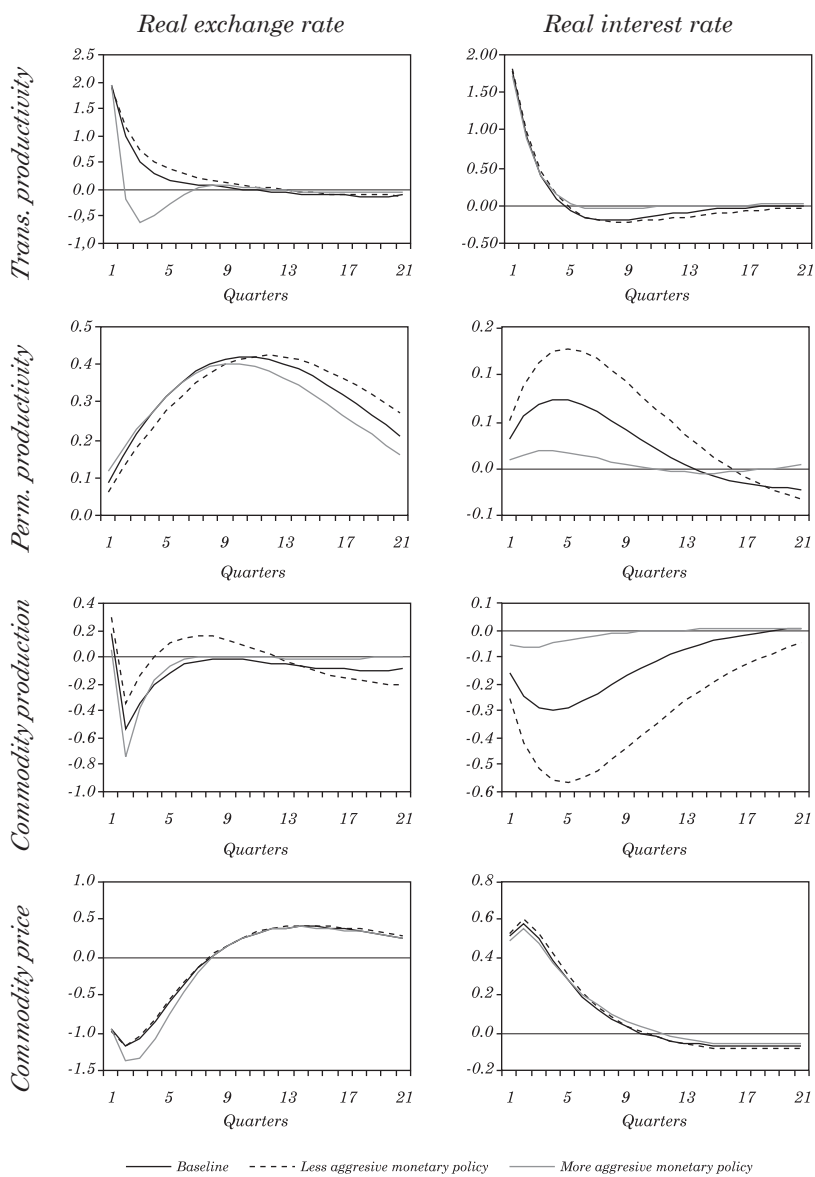 Real exchange rate
Real interest rate
Trans. productivity
2.5
2.0
1.5
1.0
0.5
0.0
-0,5
-1,0
1 5 9 13 17 21
Quarters
2.00
1.50
1.00
0.50
0.00
-0.50
1 5 9 13 17 21
Quarters
Perm. productivity
0.5
0.4
0.3
0.2
0.1
0.0
1 5 9 13 17 21
Quarters
0.2
0.1
0.1
0.0
-0.1
1 5 9 13 17 21
Quarters
Commodity production
0.4
0.2
0.0
-0.2
-0.4
-0.6
-0.8
-1.0
1 5 9 13 17 21
Quarters
0.1
0.0
-0.1
-0.2
-0.3
-0.4
-0.5
-0.6
1 5 9 13 17 21
Quarters
Commodity price
1.0
0.5
0.0
-0.5
-1.0
-1.5
1 5 9 13 17 21
Quarters
0.8
0.6
0.4
0.2
0.0
-0.2
1 5 9 13 17 21
Quarters
Baseline Less aggresive monetary policy More aggresive monetary policy